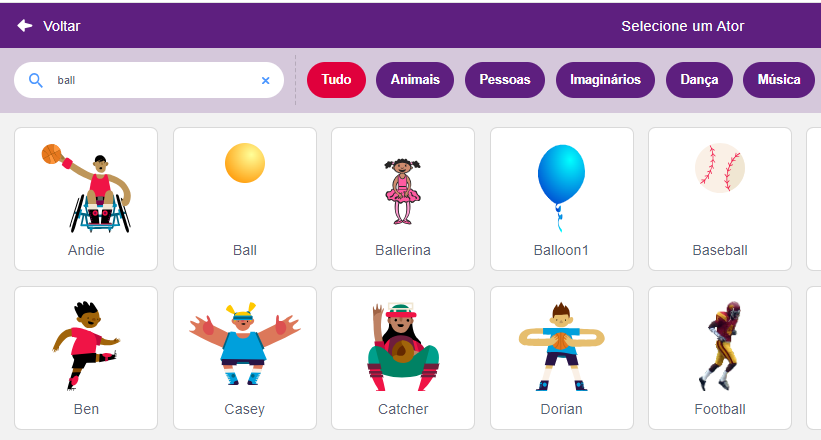 Voltar
Selecione um Ator
ball
Tudo
Animais
Pessoas
Imaginários
Dança
Música
Andie
Ball
Ballerina
Balloon1
Baseball
Ben
Casey
Catcher
Dorian
Football